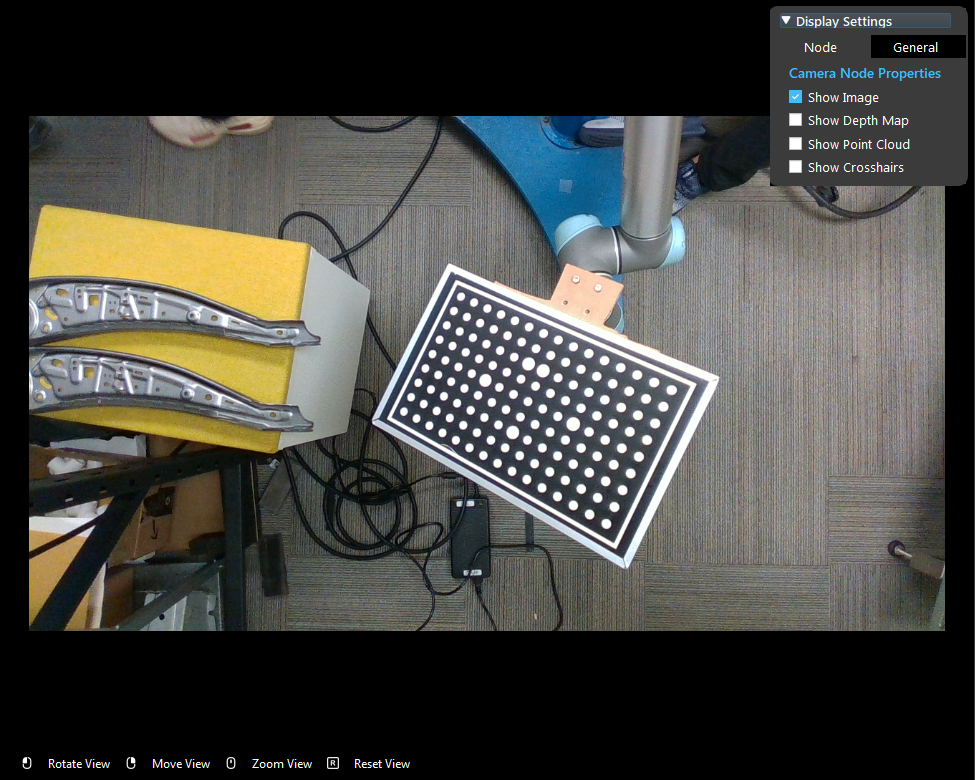 Display Settings
Node General
Camera Node Properties
Show Image
Show Depth Map
Show Point Cloud
Show Crosshairs
Rotate View Move View Zoom View R Reset View